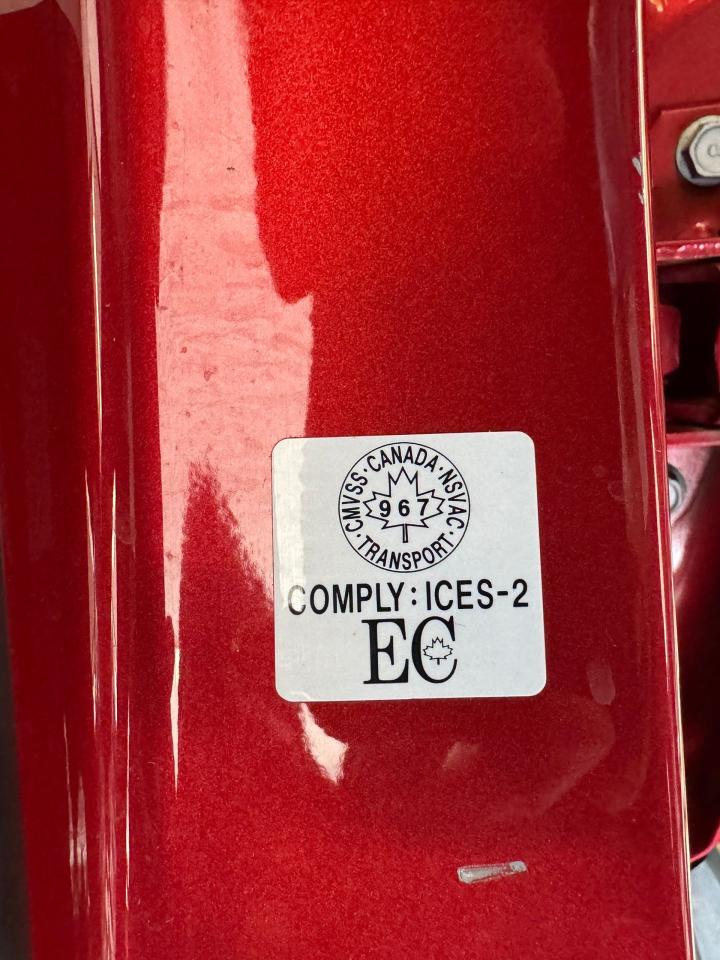 CMVSS · CANADA · NSVAC · TRANSPORT ·
967
COMPLY: ICES-2
EC